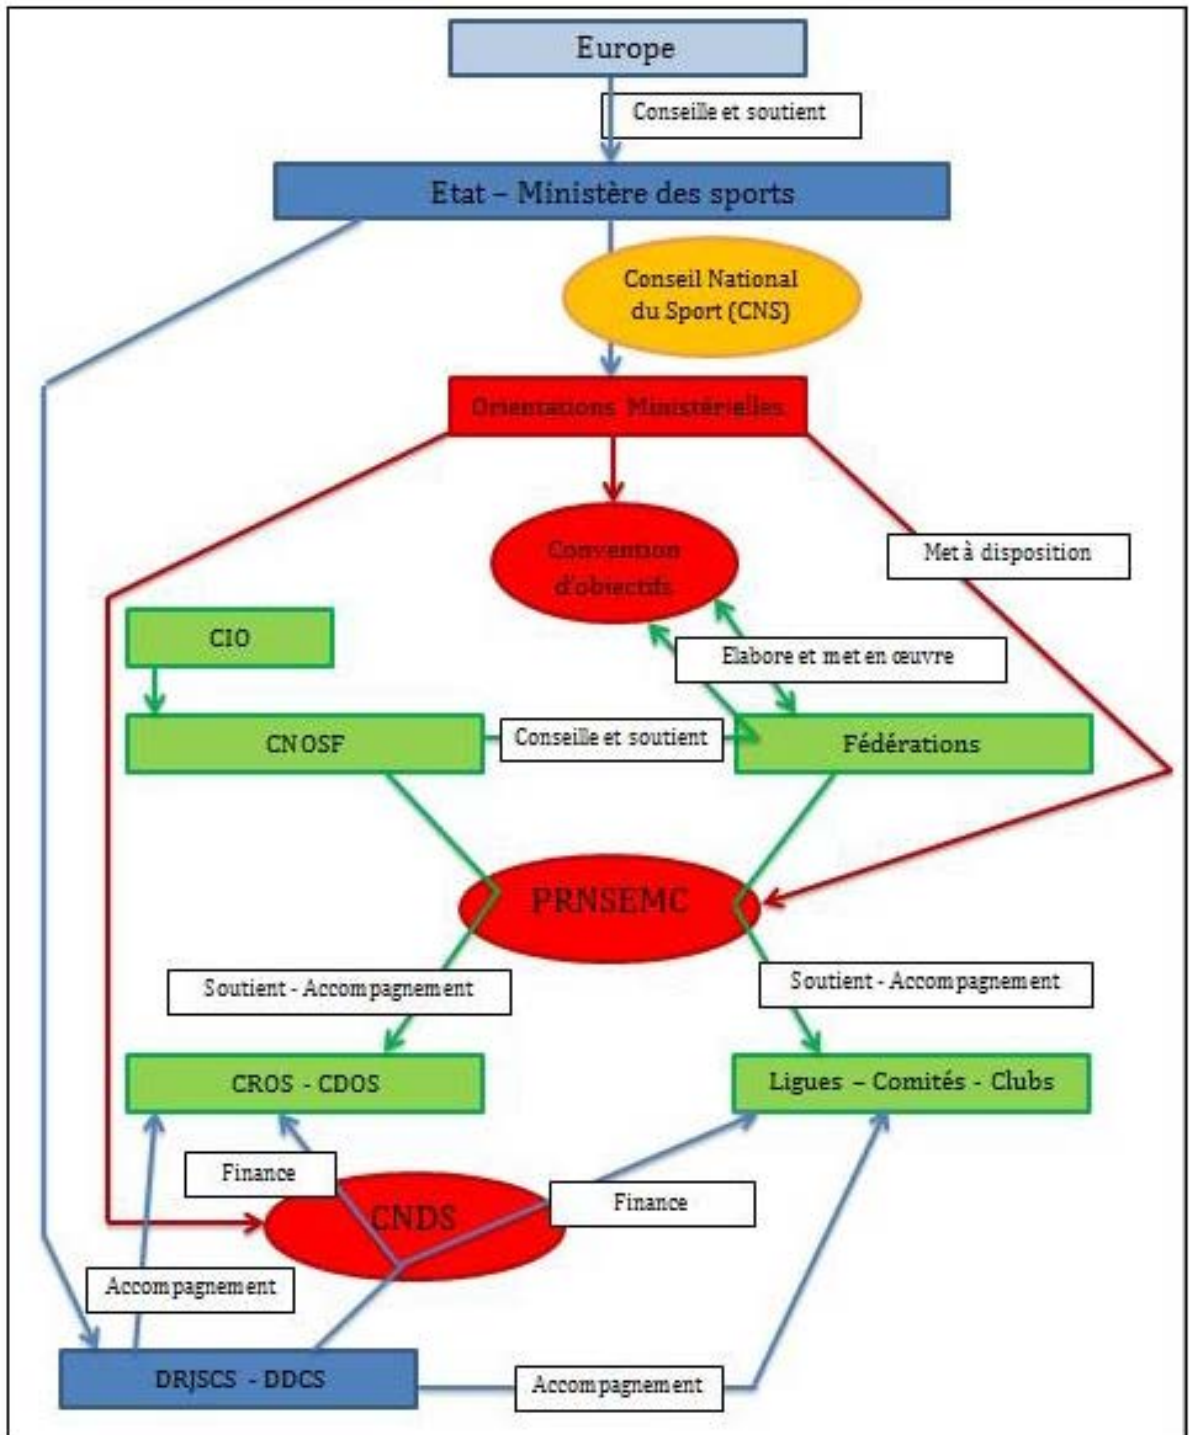 Europe
Conseille et soutient
Etat – Ministère des sports
Conseil National
du Sport (CNS)
Orientations Ministérielles
Convention
d'objectifs
Met à disposition
CIO
Elabore et met en œuvre
CNOSF
Conseille et soutient
Fédérations
PRNSEMC
Soutient - Accompagnement
Soutient - Accompagnement
CROS - CDOS
Ligues – Comités - Clubs
Finance
Finance
CNDS
Accompagnement
DRJSCS - DDCS
Accompagnement